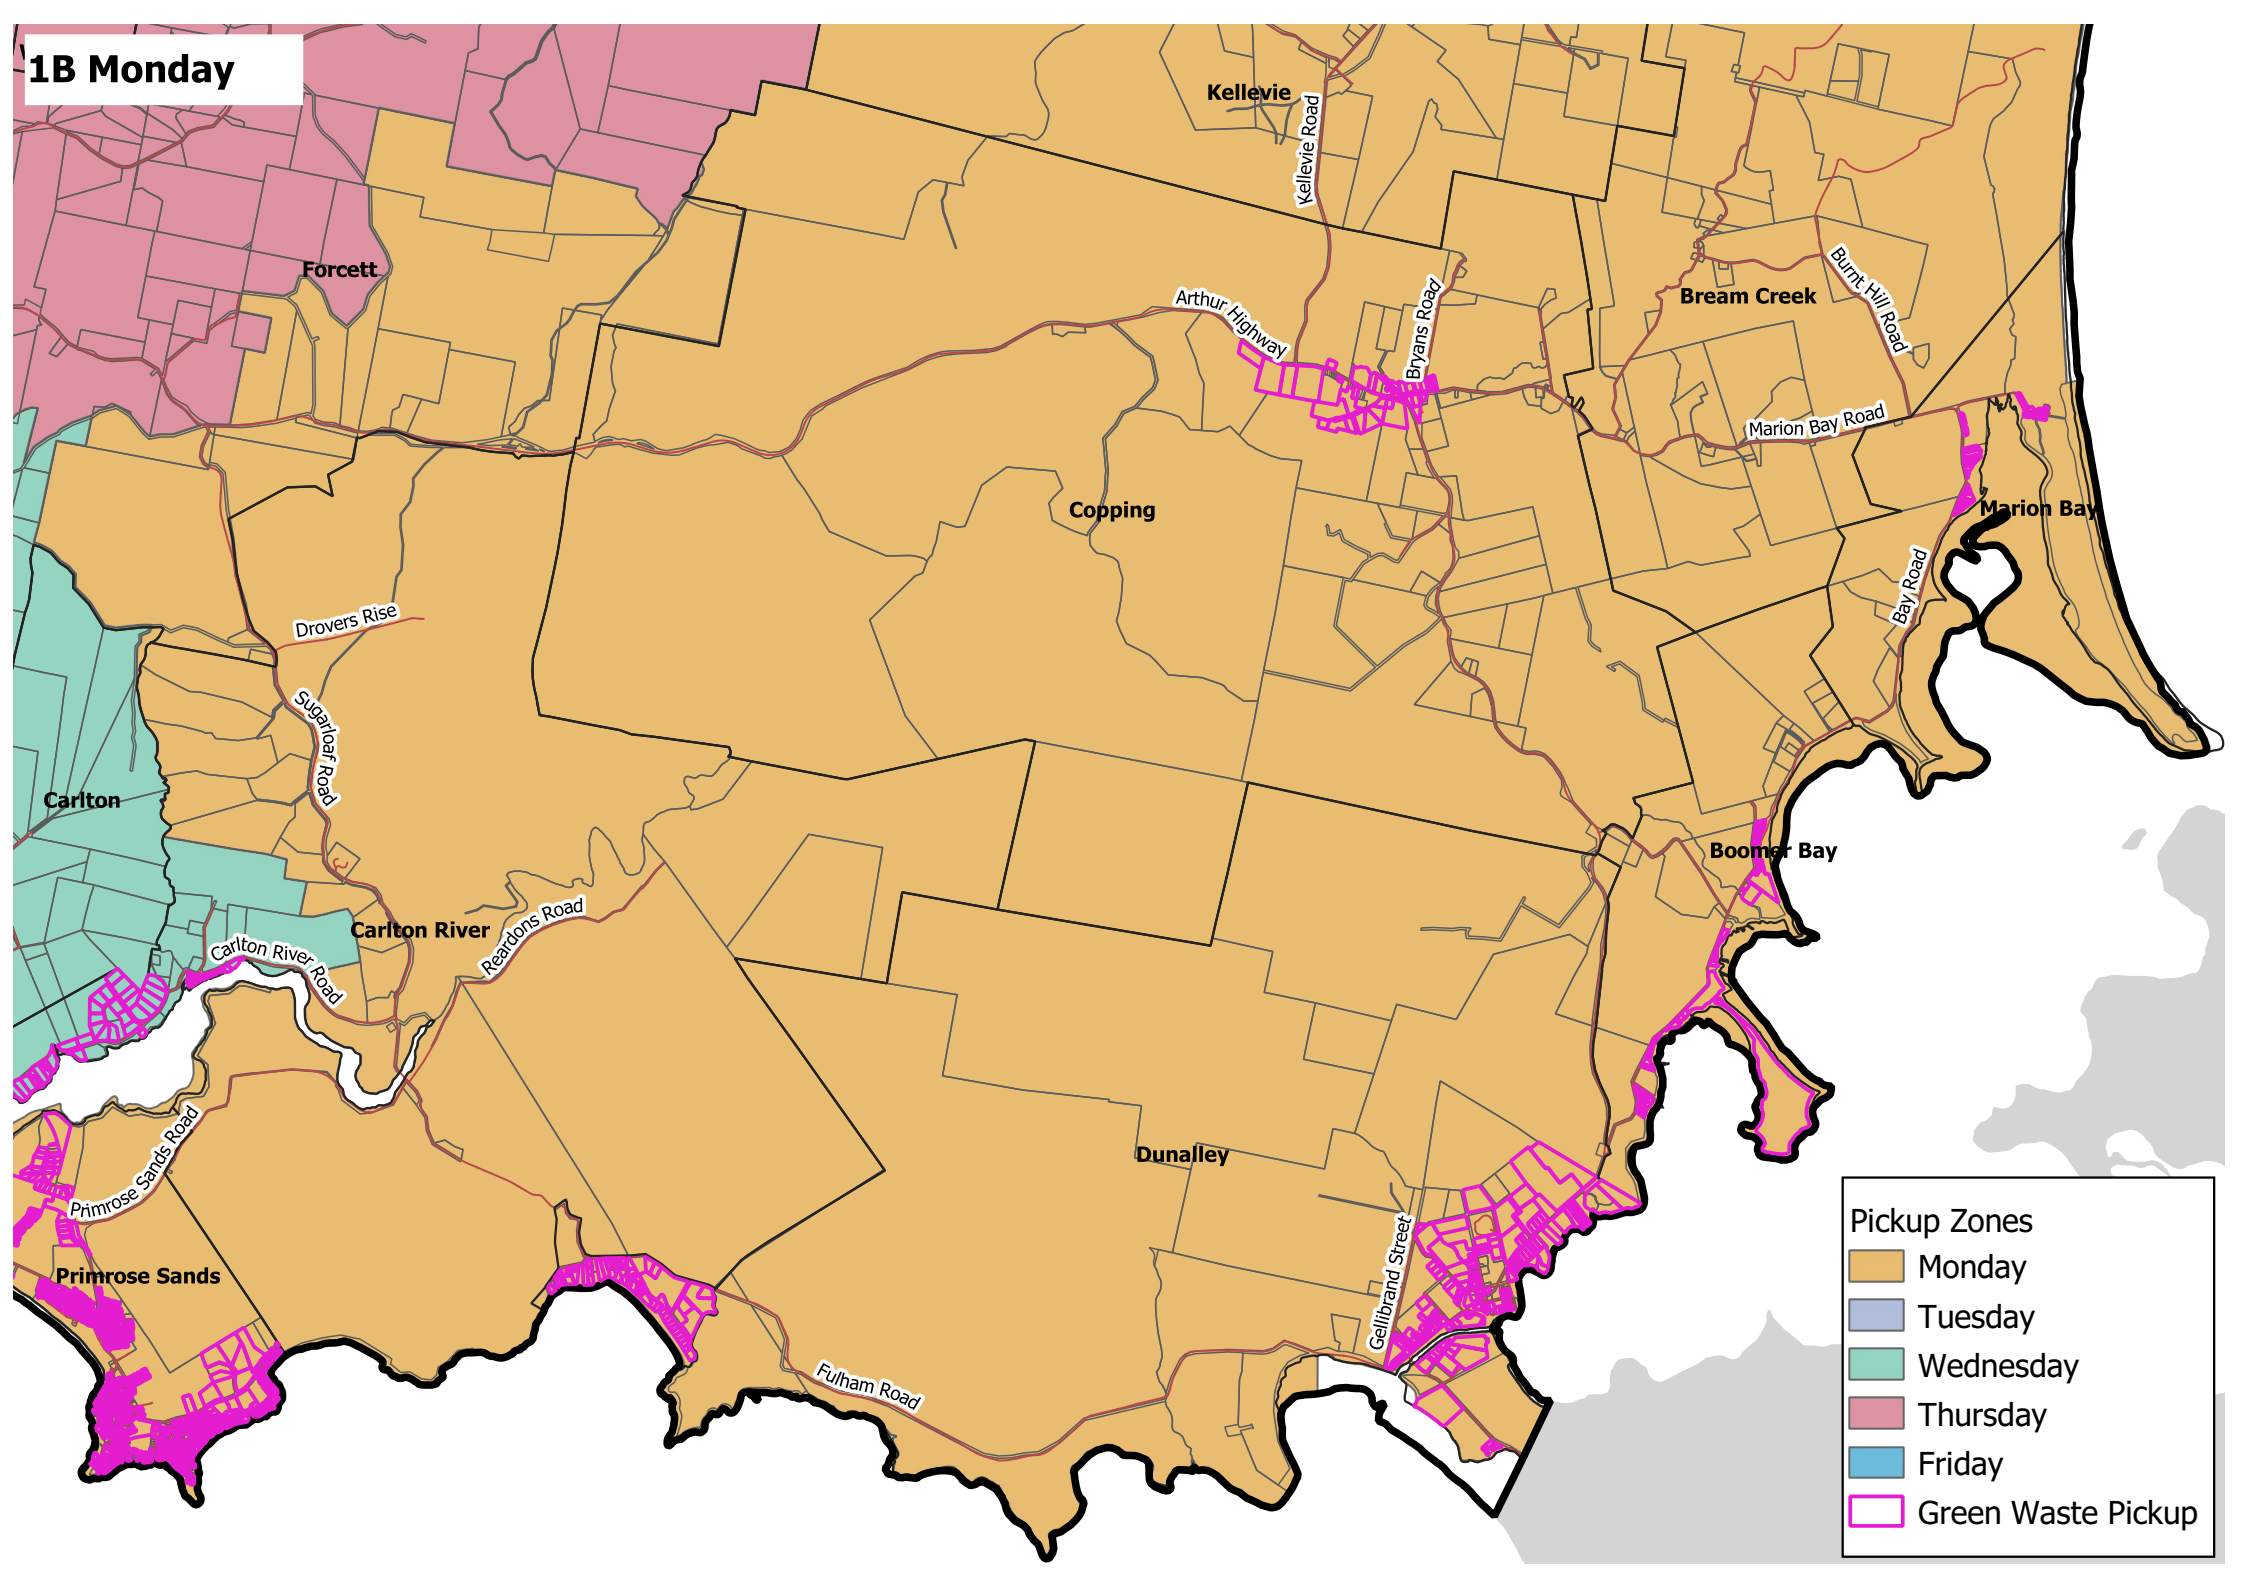 1B Monday
Kellevie
Kellevie Road
Forcett
Arthur Highway
Bryans Road
Bream Creek
Burnt Hill Road
Marion Bay Road
Copping
Marion Bay
Bay Road
Drovers Rise
Sugarloaf Road
Carlton
Boomer Bay
Carlton River
Reardons Road
Carlton River Road
Dunalley
Primrose Sands Road
Gellibrand Street
Primrose Sands
Fulham Road
Pickup Zones
Monday
Tuesday
Wednesday
Thursday
Friday
Green Waste Pickup